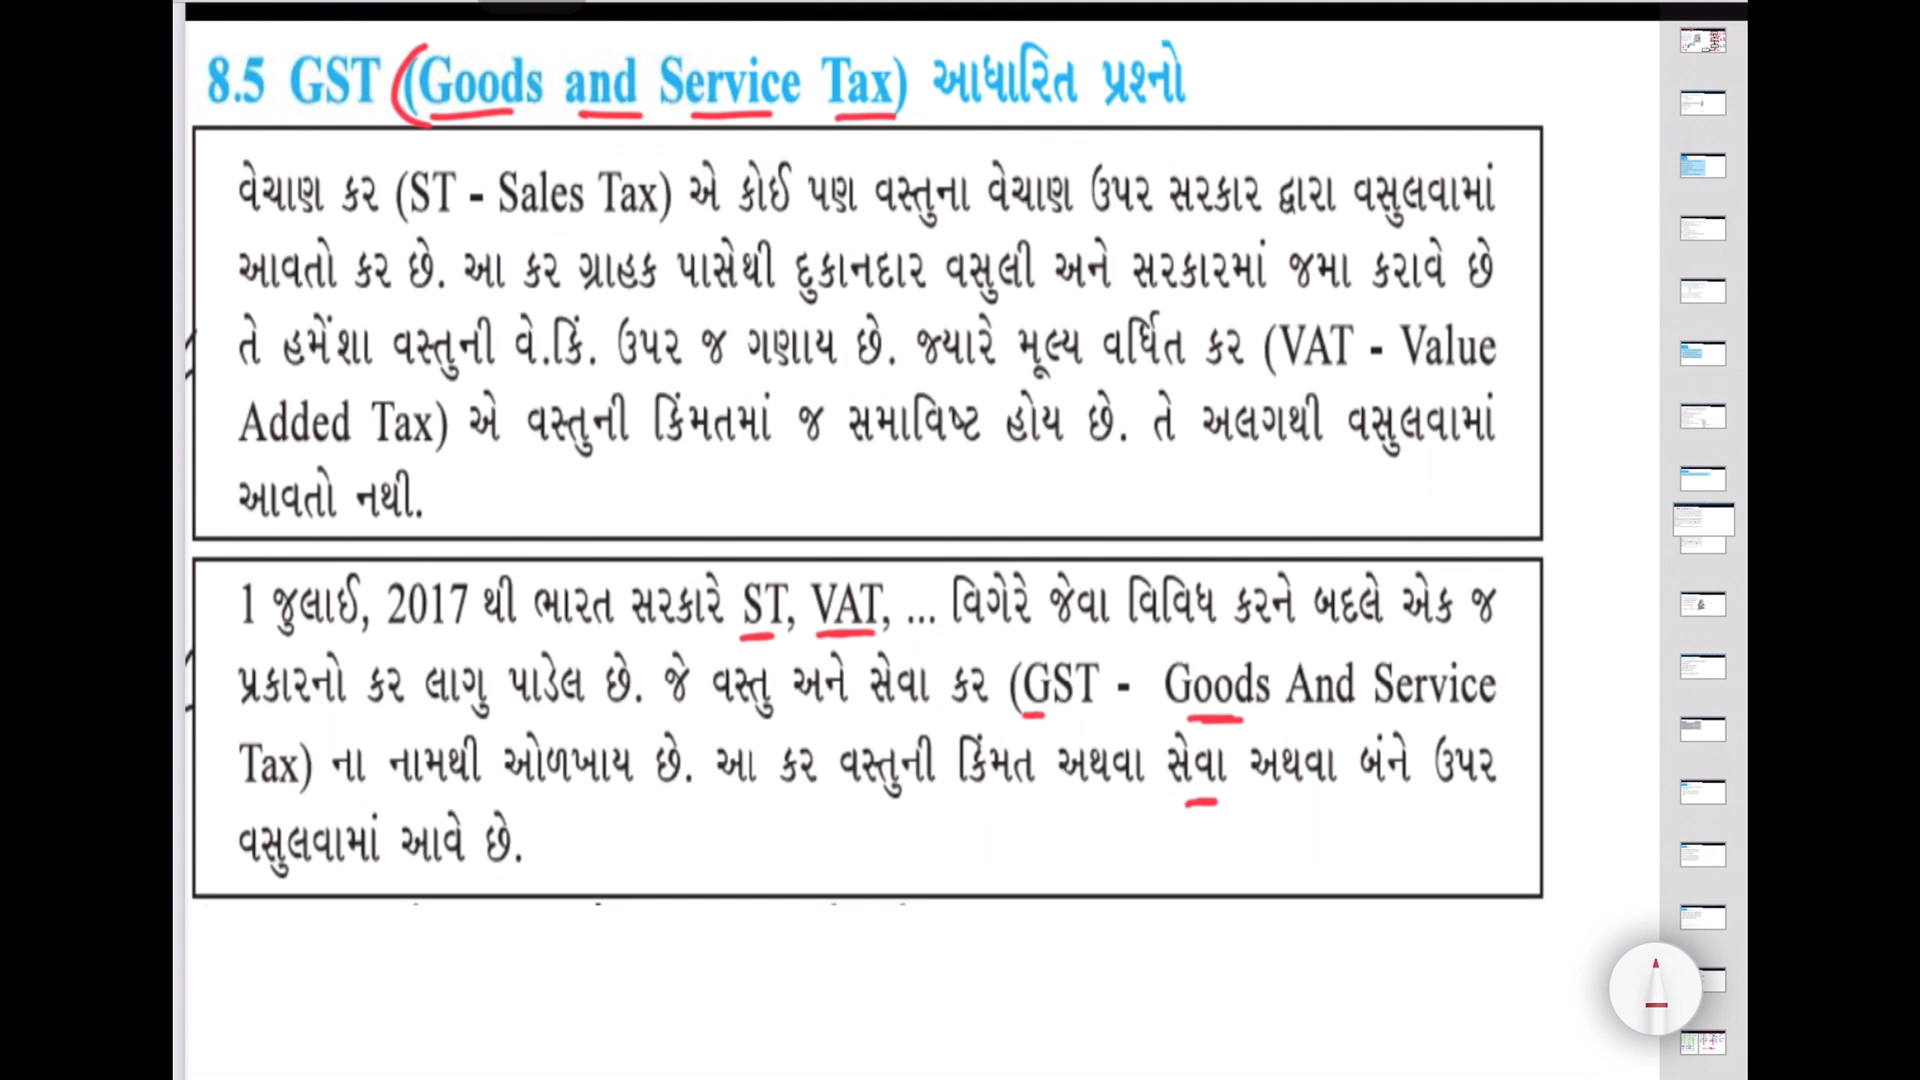 8.5 GST (Goods and Service Tax) આધારિત પ્રશ્નો
વેચાણ કર (ST - Sales Tax) એ કોઈ પણ વસ્તુના વેચાણ ઉપર સરકાર દ્વારા વસુલવામાં
આવતો કર છે. આ કર ગ્રાહક પાસેથી દુકાનદાર વસુલી અને સરકારમાં જમા કરાવે છે
તે હમેંશા વસ્તુની વે.કિં. ઉપર જ ગણાય છે. જ્યારે મૂલ્ય વર્ધિત કર (VAT - Value
Added Tax) એ વસ્તુની કિંમતમાં જ સમાવિષ્ટ હોય છે. તે અલગથી વસુલવામાં
આવતો નથી.
1 જુલાઈ, 2017 થી ભારત સરકારે ST, VAT, ... વિગેરે જેવા વિવિધ કરને બદલે એક જ
પ્રકારનો કર લાગુ પાડેલ છે. જે વસ્તુ અને સેવા કર (GST - Goods And Service
Tax) ના નામથી ઓળખાય છે. આ કર વસ્તુની કિંમત અથવા સેવા અથવા બંને ઉપર
વસુલવામાં આવે છે.